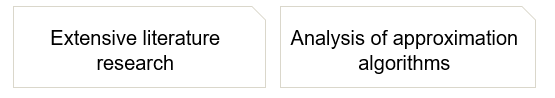 Extensive literature
research
Analysis of approximation
algorithms